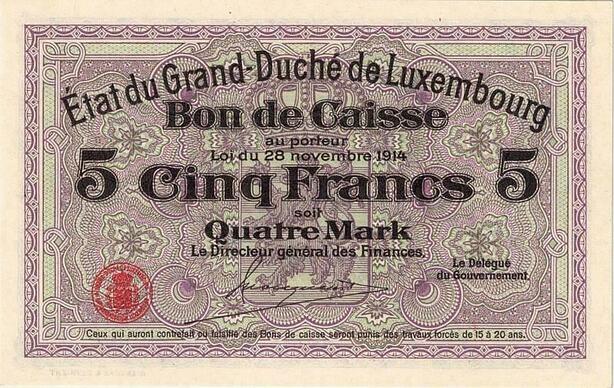 État du Grand-Duché de Luxembourg
Bon de Caisse
au porteur
Loi du 28 novembre 1914
5 Cinq Francs 5
soit
Quatre Mark
Le Directeur général des Finances.
Le Délégué
du Gouvernement.
Ceux qui auront contrefait ou falsifié des Bons de caisse seront punis des travaux forcés de 15 à 20 ans.